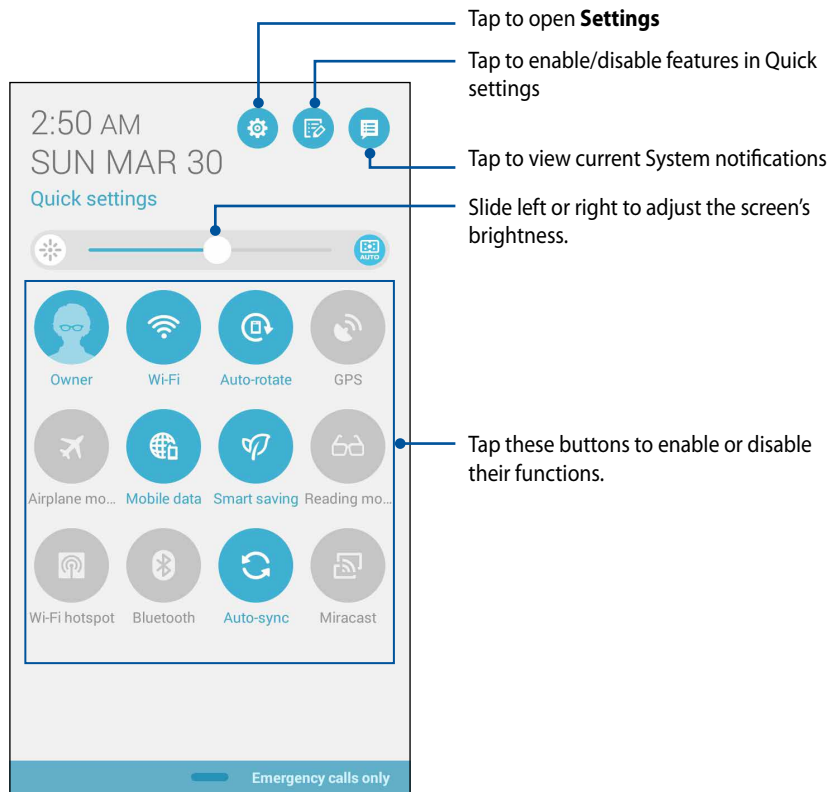 Tap to open Settings
Tap to enable/disable features in Quick
settings
Tap to view current System notifications
Slide left or right to adjust the screen's
brightness.
Tap these buttons to enable or disable
their functions.
2:50 AM
SUN MAR 30
Quick settings
AUTO
Owner Wi-Fi Auto-rotate GPS
Airplane mo... Mobile data Smart saving Reading mo...
Wi-Fi hotspot Bluetooth Auto-sync Miracast
Emergency calls only